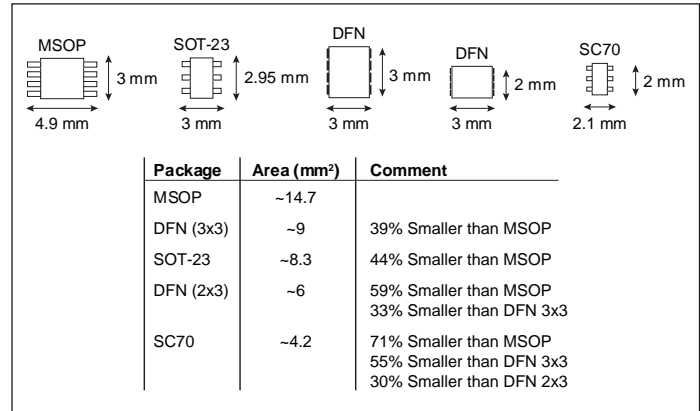 MSOP
3 mm
4.9 mm
SOT-23
2.95 mm
3 mm
DFN
3 mm
3 mm
DFN
2 mm
3 mm
SC70
2 mm
2.1 mm
Package Area (mm²) Comment
MSOP ~14.7
DFN (3x3) ~9 39% Smaller than MSOP
SOT-23 ~8.3 44% Smaller than MSOP
DFN (2x3) ~6 59% Smaller than MSOP
33% Smaller than DFN 3x3
SC70 ~4.2 71% Smaller than MSOP
55% Smaller than DFN 3x3
30% Smaller than DFN 2x3